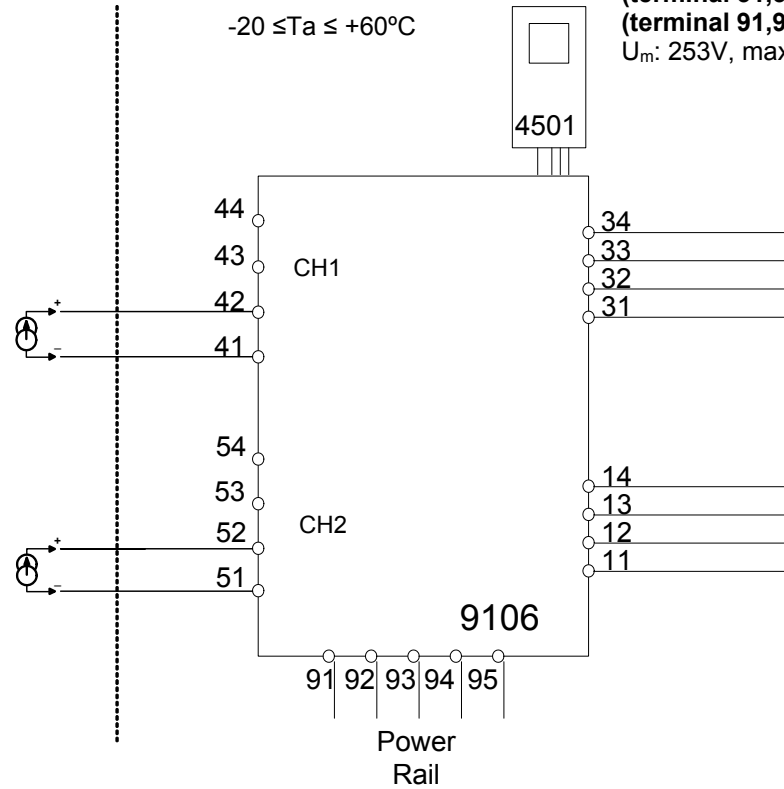 -20 ≤Ta ≤ +60ºC
(terminal 91,9
Um: 253V, max
4501
44
43
CH1
42
+
41
–
54
53
CH2
52
+
51
–
34
33
32
31
14
13
12
11
9106
91 92 93 94 95
Power
Rail